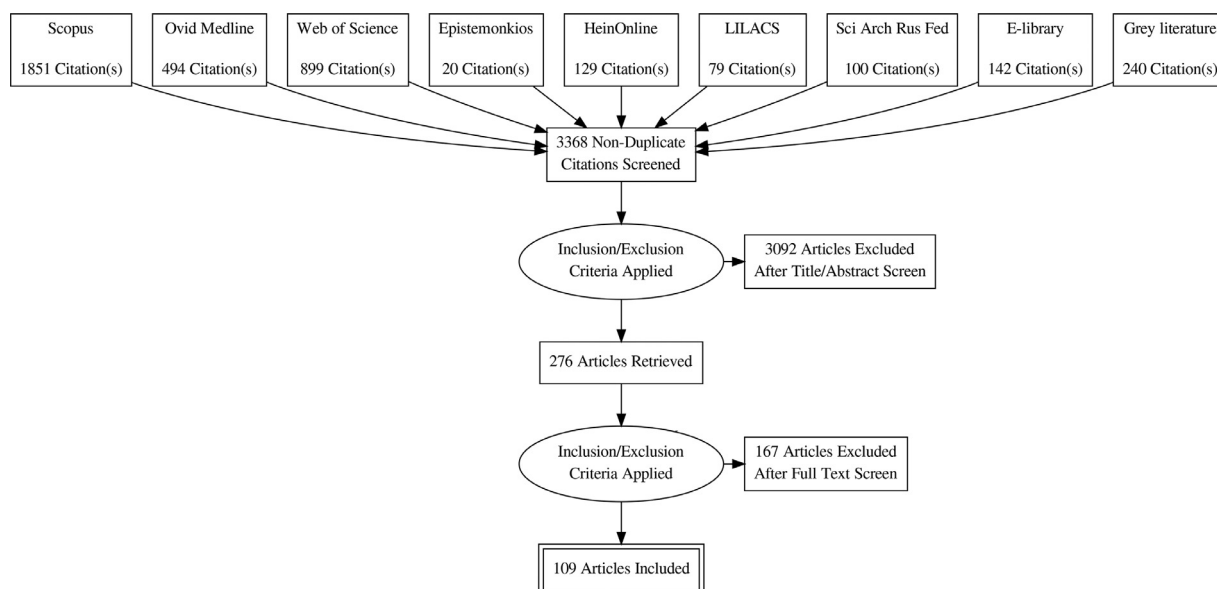 Scopus
1851 Citation(s)
Ovid Medline
494 Citation(s)
Web of Science
899 Citation(s)
Epistemonkios
20 Citation(s)
HeinOnline
129 Citation(s)
LILACS
79 Citation(s)
Sci Arch Rus Fed
100 Citation(s)
E-library
142 Citation(s)
Grey literature
240 Citation(s)
3368 Non-Duplicate
Citations Screened
Inclusion/Exclusion
Criteria Applied
3092 Articles Excluded
After Title/Abstract Screen
276 Articles Retrieved
Inclusion/Exclusion
Criteria Applied
167 Articles Excluded
After Full Text Screen
109 Articles Included